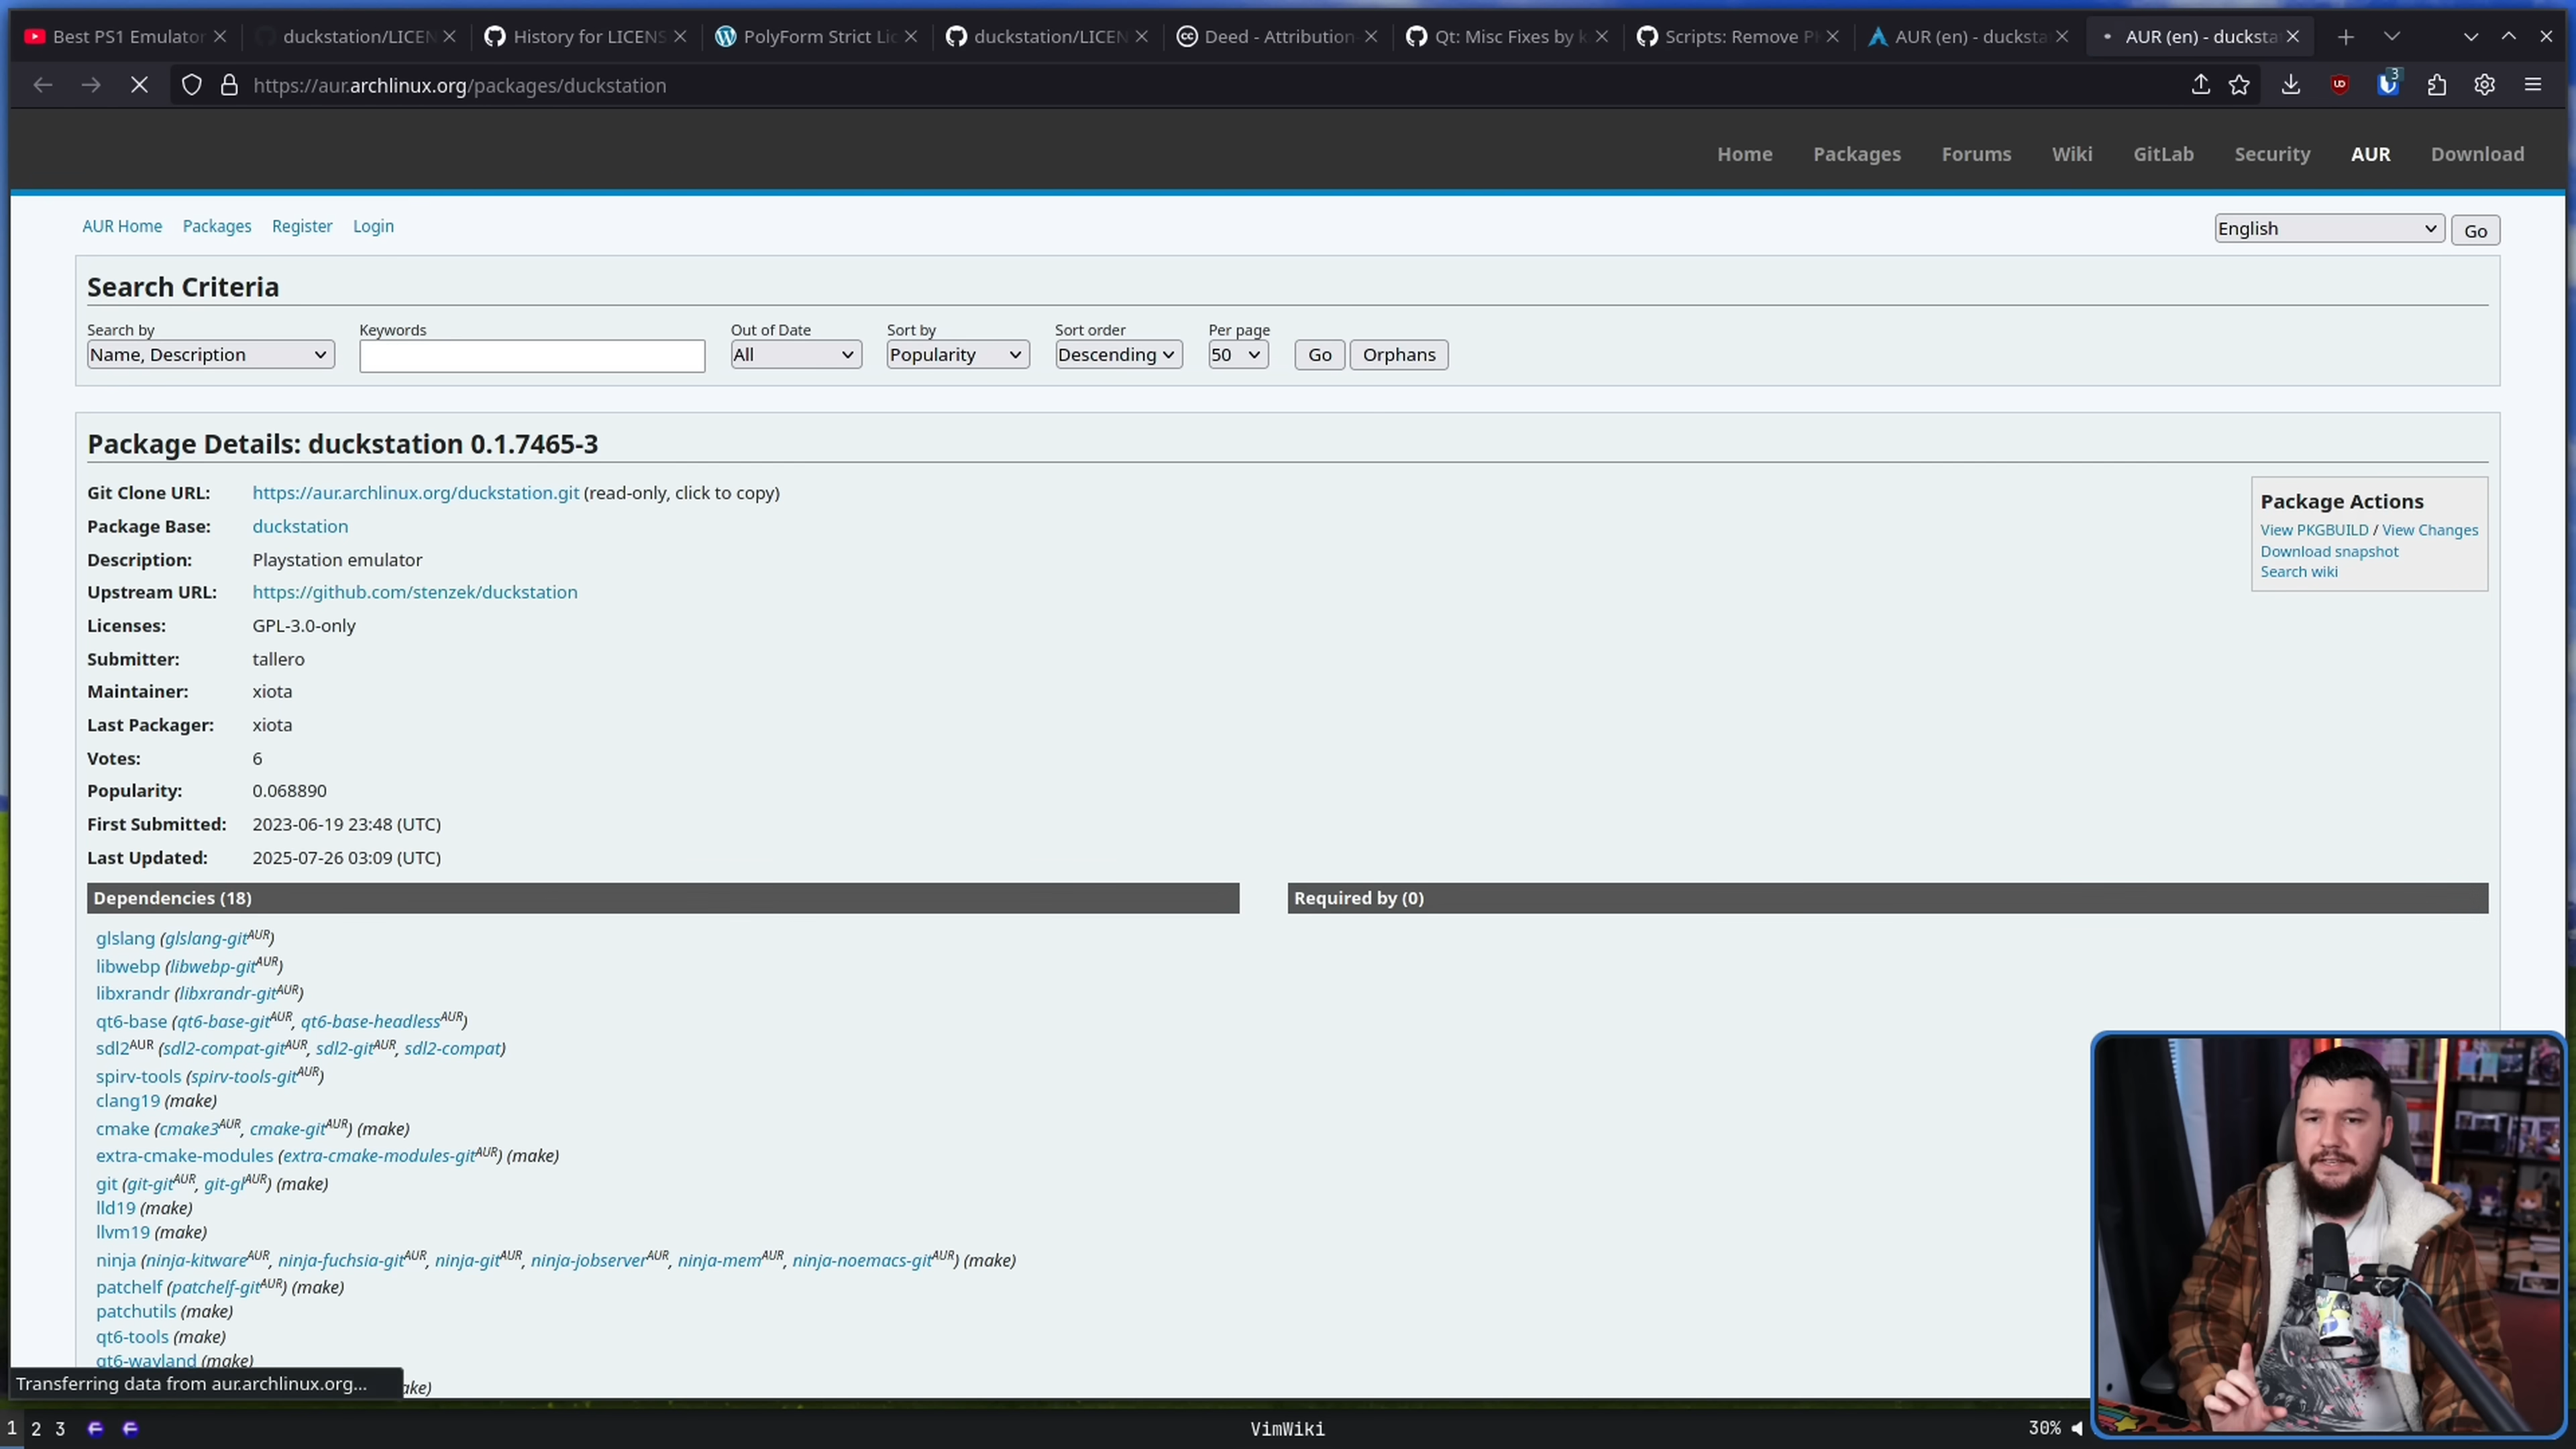 Best PS1 Emulator
duckstation/LICEN
History for LICENS
PolyForm Strict Lic
duckstation/LICEN
Deed - Attribution
Qt: Misc Fixes by k
Scripts: Remove P
AUR (en) - ducksta
AUR (en) - ducksta
https://aur.archlinux.org/packages/duckstation
3
Home Packages Forums Wiki GitLab Security AUR Download
AUR Home Packages Register Login
English Go
Search Criteria
Search by Keywords Out of Date Sort by Sort order Per page
Name, Description All Popularity Descending 50 Go Orphans
Package Details: duckstation 0.1.7465-3
Git Clone URL: https://aur.archlinux.org/duckstation.git (read-only, click to copy)
Package Base: duckstation
Description: Playstation emulator
Upstream URL: https://github.com/stenzek/duckstation
Licenses: GPL-3.0-only
Submitter: tallero
Maintainer: xiota
Last Packager: xiota
Votes: 6
Popularity: 0.068890
First Submitted: 2023-06-19 23:48 (UTC)
Last Updated: 2025-07-26 03:09 (UTC)
Package Actions
View PKGBUILD / View Changes
Download snapshot
Search wiki
Dependencies (18)
Required by (0)
glslang (glslang-gitAUR)
libwebp (libwebp-gitAUR)
libxrandr (libxrandr-gitAUR)
qt6-base (qt6-base-gitAUR, qt6-base-headlessAUR)
sdl2AUR (sdl2-compat-gitAUR, sdl2-gitAUR, sdl2-compat)
spirv-tools (spirv-tools-gitAUR)
clang19 (make)
cmake (cmake3AUR, cmake-gitAUR) (make)
extra-cmake-modules (extra-cmake-modules-gitAUR) (make)
git (git-gitAUR, git-glAUR) (make)
lld19 (make)
llvm19 (make)
ninja (ninja-kitwareAUR, ninja-fuchsia-gitAUR, ninja-gitAUR, ninja-jobserverAUR, ninja-memAUR, ninja-noemacs-gitAUR) (make)
patchelf (patchelf-gitAUR) (make)
patchutils (make)
qt6-tools (make)
qt6-wayland (make)
ake)
Transferring data from aur.archlinux.org...
1 2 3
VimWiki
30%